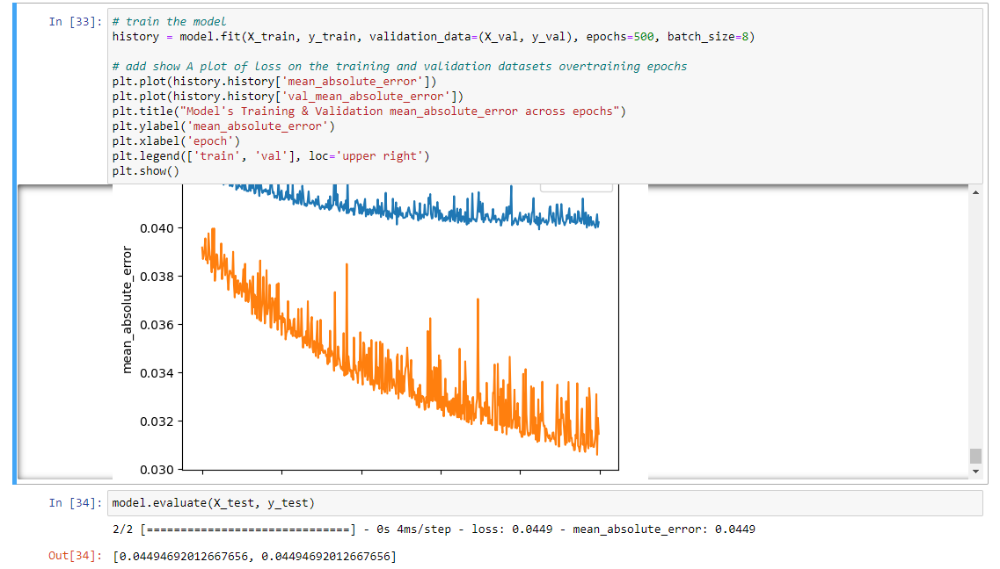 In [33]:
# train the model
history = model.fit(X_train, y_train, validation_data=(X_val, y_val), epochs=500, batch_size=8)
# add show A plot of loss on the training and validation datasets overtraining epochs
plt.plot(history.history['mean_absolute_error'])
plt.plot(history.history['val_mean_absolute_error'])
plt.title("Model's Training & Validation mean_absolute_error across epochs")
plt.ylabel('mean_absolute_error')
plt.xlabel('epoch')
plt.legend(['train', 'val'], loc='upper right')
plt.show()
0.040
0.038
0.036
0.034
0.032
0.030
mean_absolute_error
In [34]:
model.evaluate(X_test, y_test)
2/2 [==============================] - 0s 4ms/step - loss: 0.0449 - mean_absolute_error: 0.0449
Out[34]: [0.04494692012667656, 0.04494692012667656]